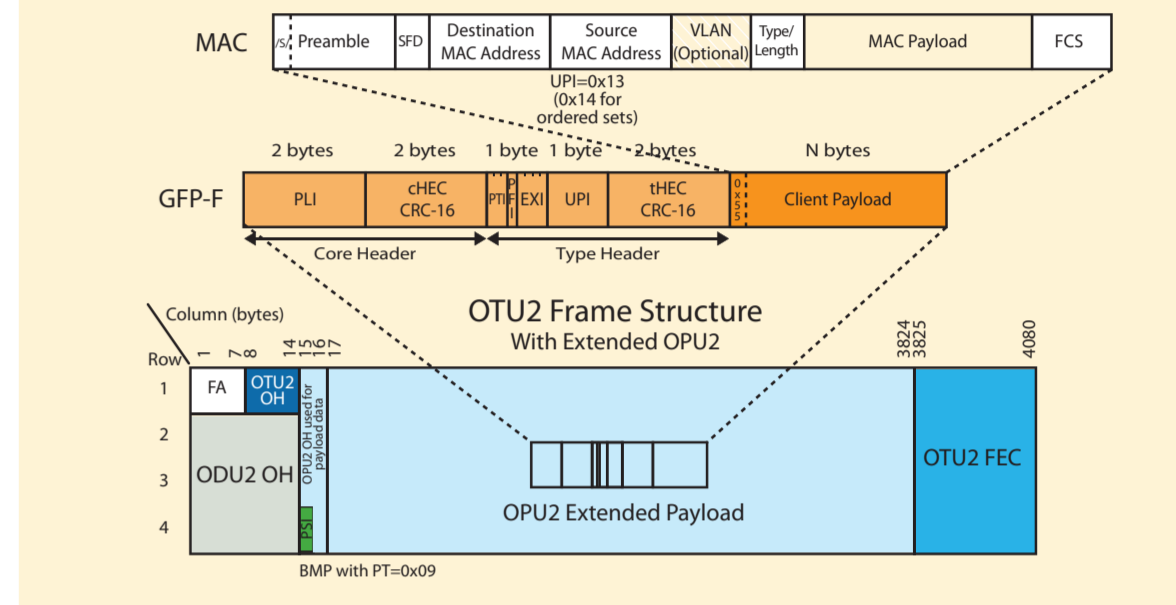 MAC
/S/ Preamble SFD Destination MAC Address Source MAC Address VLAN (Optional) Type/ Length MAC Payload FCS
UPI=0x13
(0x14 for
ordered sets)
2 bytes 2 bytes 1 byte 1 byte 2 bytes N bytes
GFP-F
PLI cHEC CRC-16 PTI PFI EXI UPI tHEC CRC-16 0x55 Client Payload
Core Header Type Header
OTU2 Frame Structure
With Extended OPU2
Column (bytes)
Row 1 7 8 14 15 16 17 3824 3825 4080
1 FA OTU2 OH
2
3 ODU2 OH
4
OPU2 OH used for
payload data
PSI
OPU2 Extended Payload
OTU2 FEC
BMP with PT=0x09